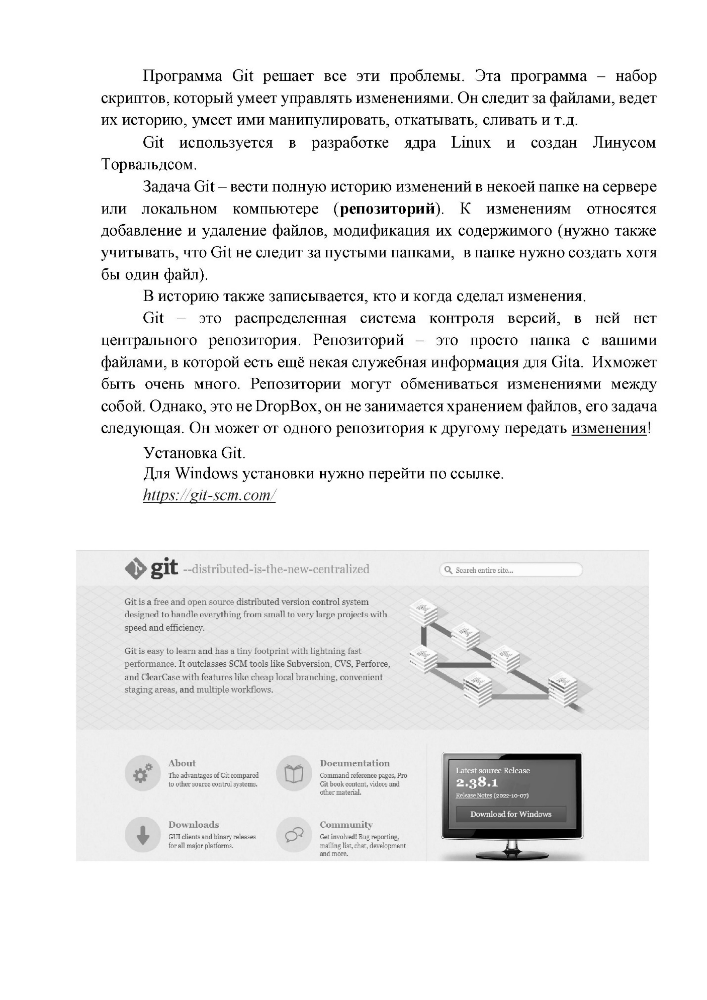 Программа Git решает все эти проблемы. Эта программа – набор
скриптов, который умеет управлять изменениями. Он следит за файлами, ведет
их историю, умеет ими манипулировать, откатывать, сливать и т.д.
Git используется в разработке ядра Linux и создан Линусом
Торвальдсом.
Задача Git – вести полную историю изменений в некоей папке на сервере
или локальном компьютере (репозиторий). К изменениям относятся
добавление и удаление файлов, модификация их содержимого (нужно также
учитывать, что Git не следит за пустыми папками, в папке нужно создать хотя
бы один файл).
В историю также записывается, кто и когда сделал изменения.
Git – это распределенная система контроля версий, в ней нет
центрального репозитория. Репозиторий – это просто папка с вашими
файлами, в которой есть ещё некая служебная информация для Gitа. Ихможет
быть очень много. Репозитории могут обмениваться изменениями между
собой. Однако, это не DropBox, он не занимается хранением файлов, его задача
следующая. Он может от одного репозитория к другому передать изменения!
Установка Git.
Для Windows установки нужно перейти по ссылке.
https://git-scm.com/
git --distributed-is-the-new-centralized
Search entire site...
Git is a free and open source distributed version control system
designed to handle everything from small to very large projects with
speed and efficiency.
Git is easy to learn and has a tiny footprint with lightning fast
performance. It outclasses SCM tools like Subversion, CVS, Perforce,
and ClearCase with features like cheap local branching, convenient
staging areas, and multiple workflows.
About
The advantages of Git compared
to other source control systems.
Documentation
Command reference pages, Pro
Git book content, videos and
other material.
Downloads
GUI clients and binary releases
for all major platforms.
Community
Get involved! Bug reporting,
mailing list, chat, development
and more.
Latest source Release
2.38.1
Release Notes (2022-10-07)
Download for Windows